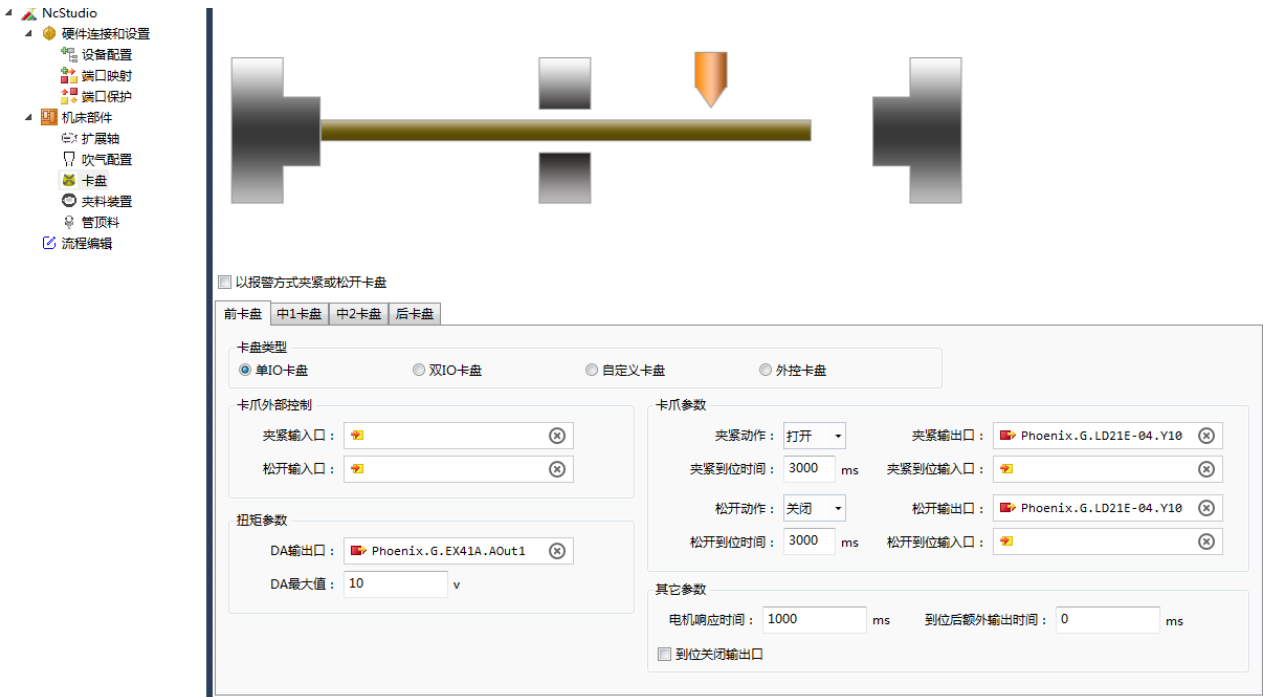 NcStudio
硬件连接和设置
设备配置
端口映射
端口保护
机床部件
扩展轴
吹气配置
卡盘
夹料装置
管顶料
流程编辑
以报警方式夹紧或松开卡盘
前卡盘 中1卡盘 中2卡盘 后卡盘
卡盘类型
单IO卡盘 双IO卡盘 自定义卡盘 外控卡盘
卡爪外部控制
夹紧输入口：
松开输入口：
扭矩参数
DA输出口： Phoenix.G.EX41A.AOut1
DA最大值： 10 v
卡爪参数
夹紧动作： 打开 夹紧输出口： Phoenix.G.LD21E-04.Y10
夹紧到位时间： 3000 ms 夹紧到位输入口：
松开动作： 关闭 松开输出口： Phoenix.G.LD21E-04.Y10
松开到位时间： 3000 ms 松开到位输入口：
其它参数
电机响应时间： 1000 ms 到位后额外输出时间： 0 ms
到位关闭输出口